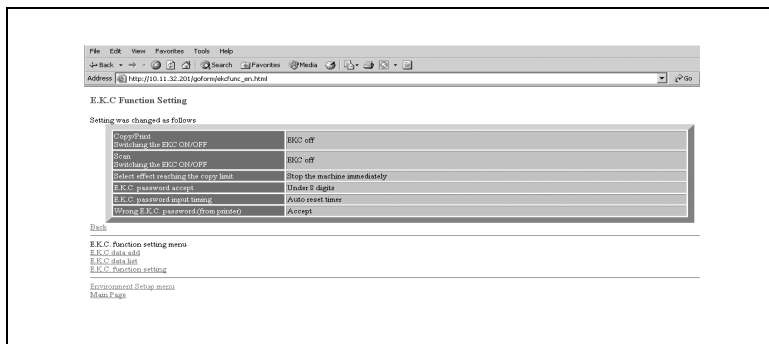 File Edit View Favorites Tools Help
Back Search Favorites Media
Address http://10.11.32.201/goform/ekcfunc_en.html Go
E.K.C Function Setting
Setting was changed as follows
Copy/Print
Switching the EKC ON/OFF EKC off
Scan
Switching the EKC ON/OFF EKC off
Select effect reaching the copy limit Stop the machine immediately
E.K.C. password accept Under 8 digits
E.K.C. password input timing Auto reset timer
Wrong E.K.C. password.(from printer) Accept
Back
E.K.C. function setting menu
E.K.C data add
E.K.C data list
E.K.C. function setting
Environment Setup menu
Main Page